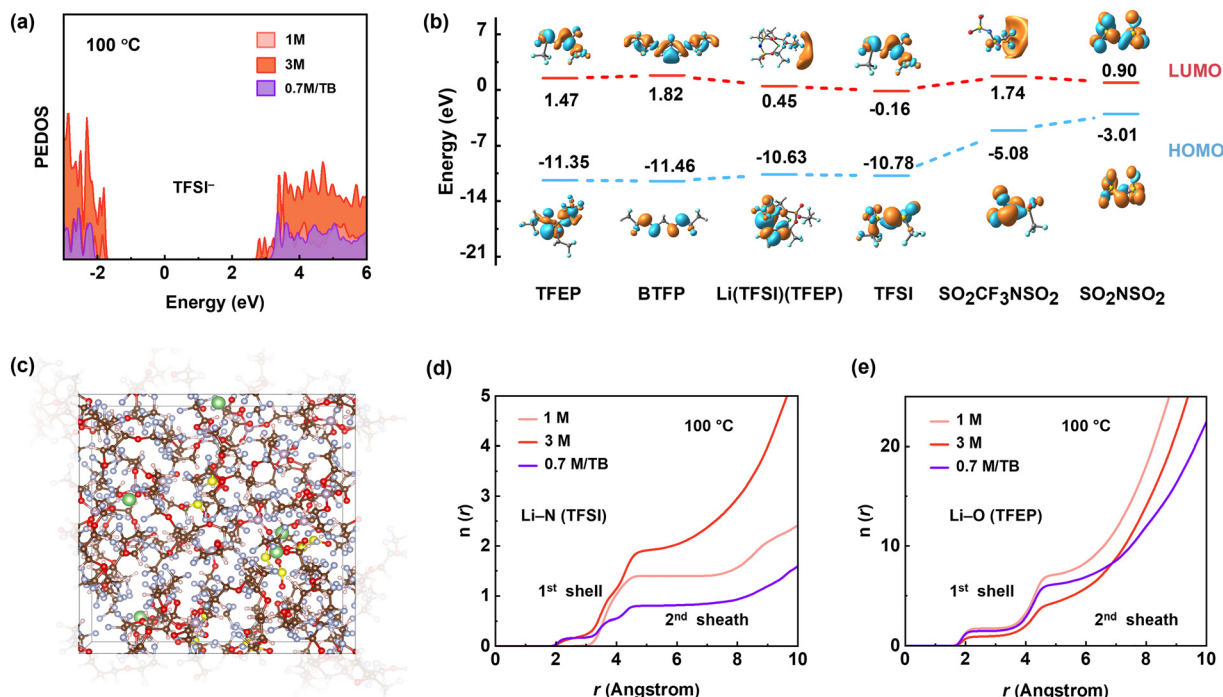 (a)
100 °C
1M
3M
0.7M/TB
PEDOS
TFSI⁻
-2 0 2 4 6
Energy (eV)
(b)
7
0
-7
-14
-21
Energy (eV)
1.47 1.82 0.45 -0.16 1.74 0.90
LUMO
-11.35 -11.46 -10.63 -10.78 -5.08 -3.01
HOMO
TFEP BTFP Li(TFSI)(TFEP) TFSI SO₂CF₃NSO₂ SO₂NSO₂
(c)
(d)
5
4
3
2
1
0
n (r)
1 M
3 M
0.7 M/TB
100 °C
Li–N (TFSI)
1st shell
2nd sheath
0 2 4 6 8 10
r (Angstrom)
(e)
20
10
0
n (r)
1 M
3 M
0.7 M/TB
100 °C
Li–O (TFEP)
1st shell
2nd sheath
0 2 4 6 8 10
r (Angstrom)